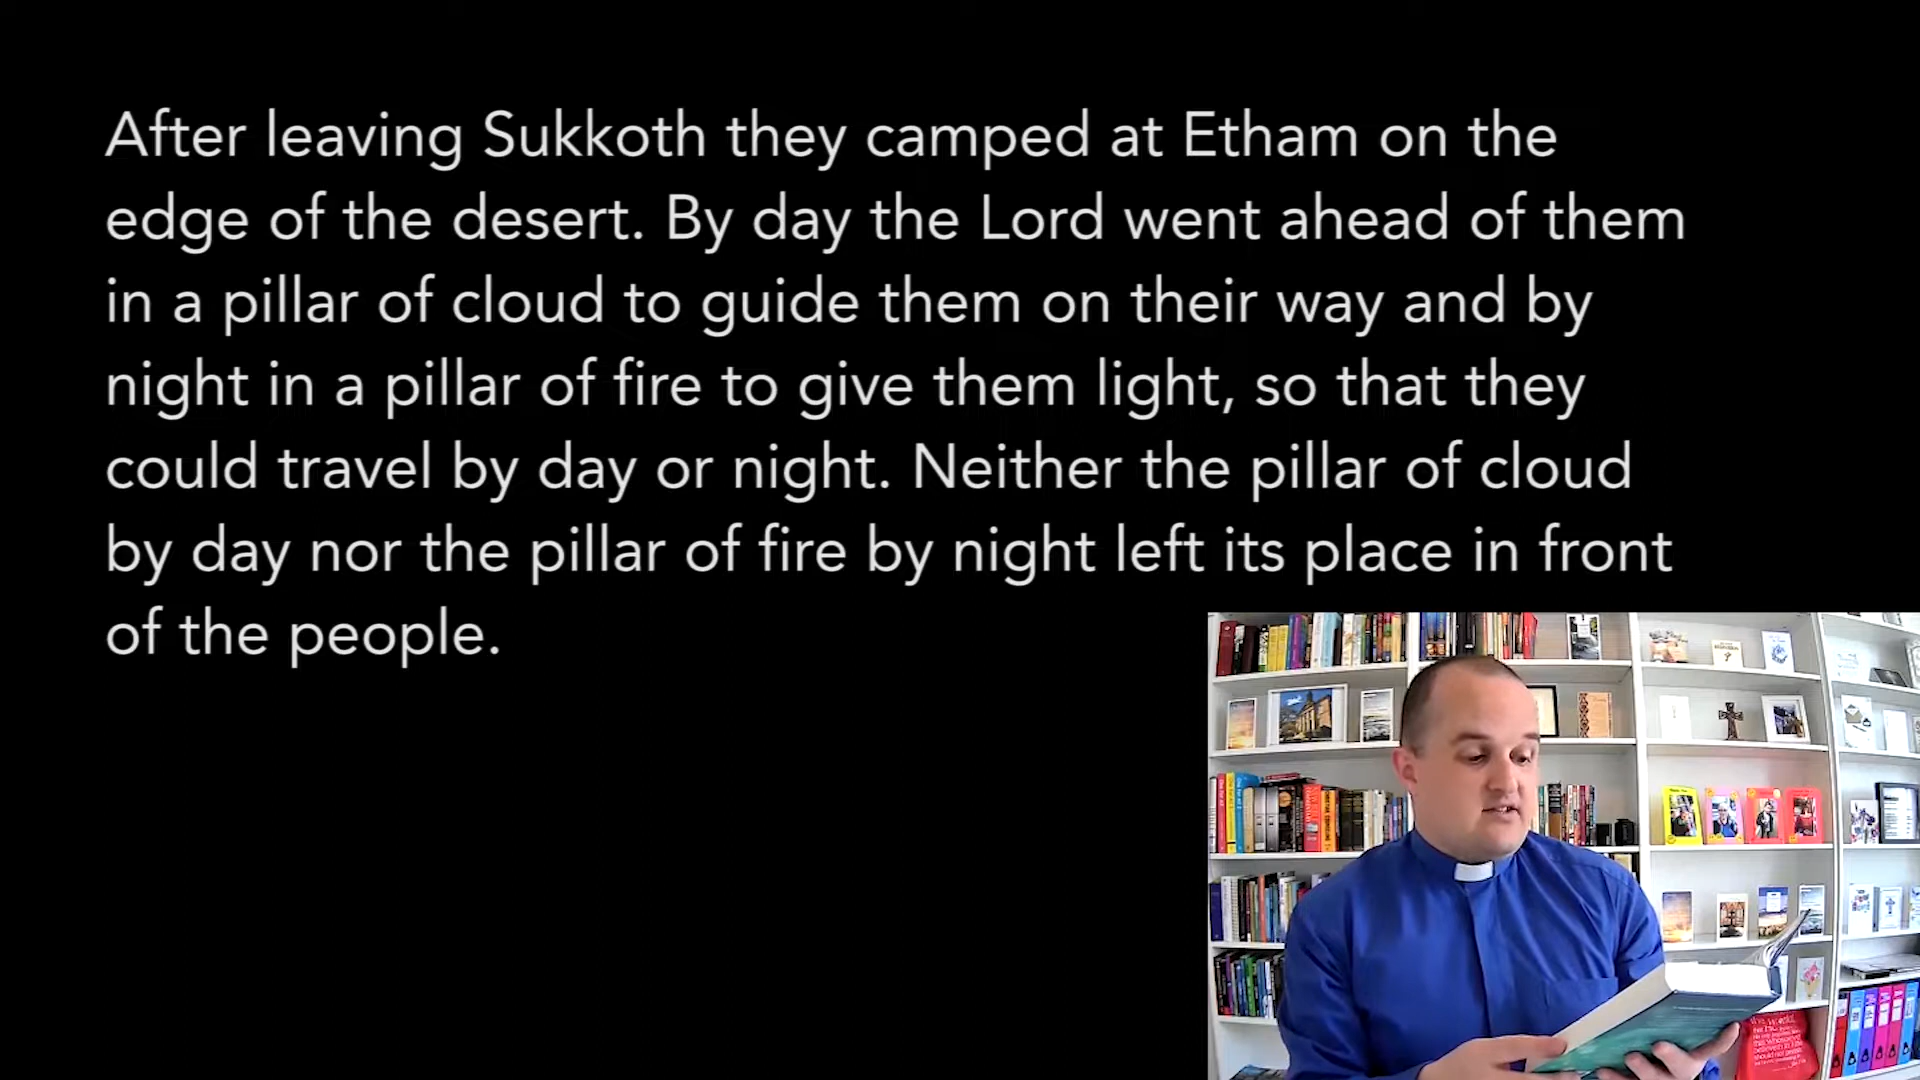 After leaving Sukkoth they camped at Etham on the
edge of the desert. By day the Lord went ahead of them
in a pillar of cloud to guide them on their way and by
night in a pillar of fire to give them light, so that they
could travel by day or night. Neither the pillar of cloud
by day nor the pillar of fire by night left its place in front
of the people.